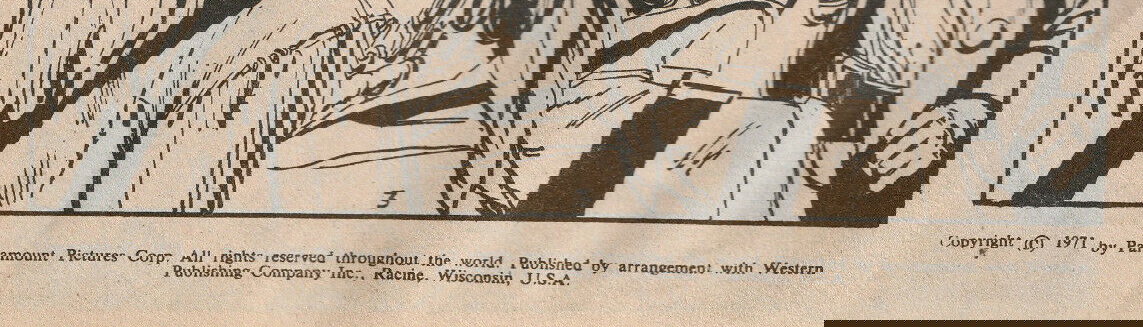 Copyright (C) 1971 by Pa
ramount Pictures Corp. All rights reserved throughout the world. Published by arrangement with Western
Publishing Company Inc., Racine, Wisconsin, U.S.A.